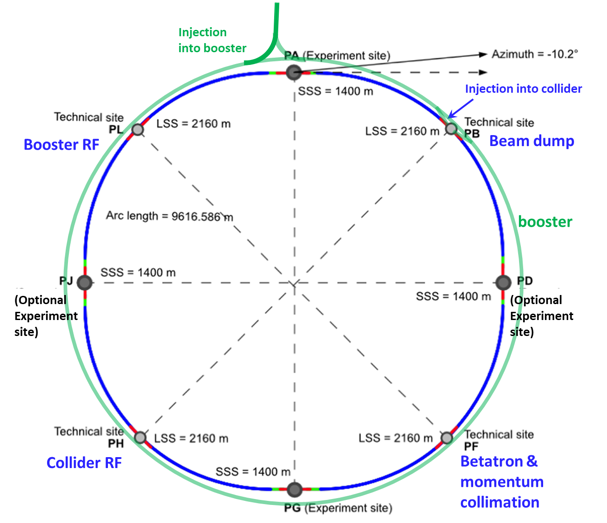 Injection
into booster
PA (Experiment site)
Azimuth = -10.2°
SSS = 1400 m
Injection into collider
Technical site
PL
LSS = 2160 m
Booster RF
LSS = 2160 m
Technical site
PB
Beam dump
Arc length = 9616.586 m
booster
PJ
SSS = 1400 m
(Optional
Experiment
site)
SSS = 1400 m
PD
(Optional
Experiment
site)
Technical site
PH
LSS = 2160 m
Collider RF
LSS = 2160 m
Technical site
PF
Betatron &
momentum
collimation
SSS = 1400 m
PG (Experiment site)